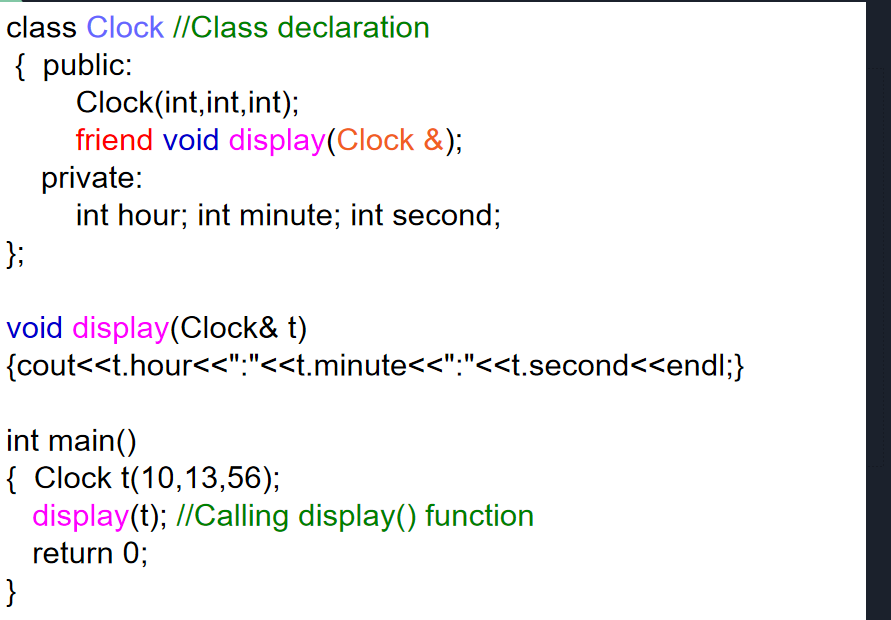 class Clock //Class declaration
{ public:
Clock(int,int,int);
friend void display(Clock &);
private:
int hour; int minute; int second;
};
void display(Clock& t)
{cout<<t.hour<<":"<<t.minute<<":"<<t.second<<endl;}
int main()
{ Clock t(10,13,56);
display(t); //Calling display() function
return 0;
}